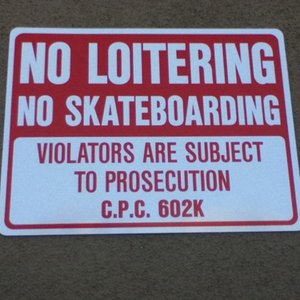 NO LOITERING
NO SKATEBOARDING
VIOLATORS ARE SUBJECT
TO PROSECUTION
C.P.C. 602K